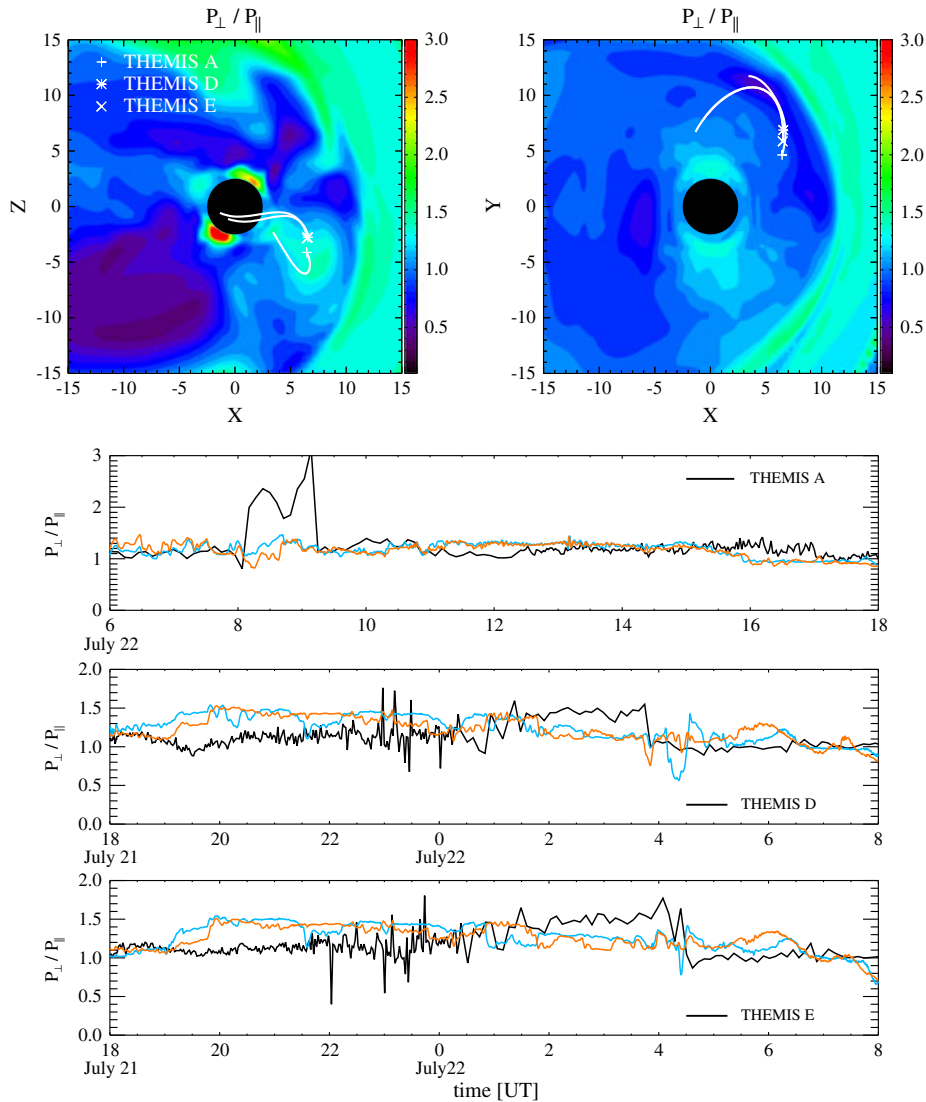 P⊥ / P∥
P⊥ / P∥
15
10
5
0
-5
-10
-15
Z
+ THEMIS A
* THEMIS D
× THEMIS E
-15 -10 -5 0 5 10 15
X
3.0
2.5
2.0
1.5
1.0
0.5
15
10
5
0
-5
-10
-15
Y
-15 -10 -5 0 5 10 15
X
3.0
2.5
2.0
1.5
1.0
0.5
3
2
1
0
P⊥ / P∥
THEMIS A
6 8 10 12 14 16 18
July 22
2.0
1.5
1.0
0.5
0.0
P⊥ / P∥
THEMIS D
18 20 22 0 2 4 6 8
July 21 July22
2.0
1.5
1.0
0.5
0.0
P⊥ / P∥
THEMIS E
18 20 22 0 2 4 6 8
July 21 July22
time [UT]